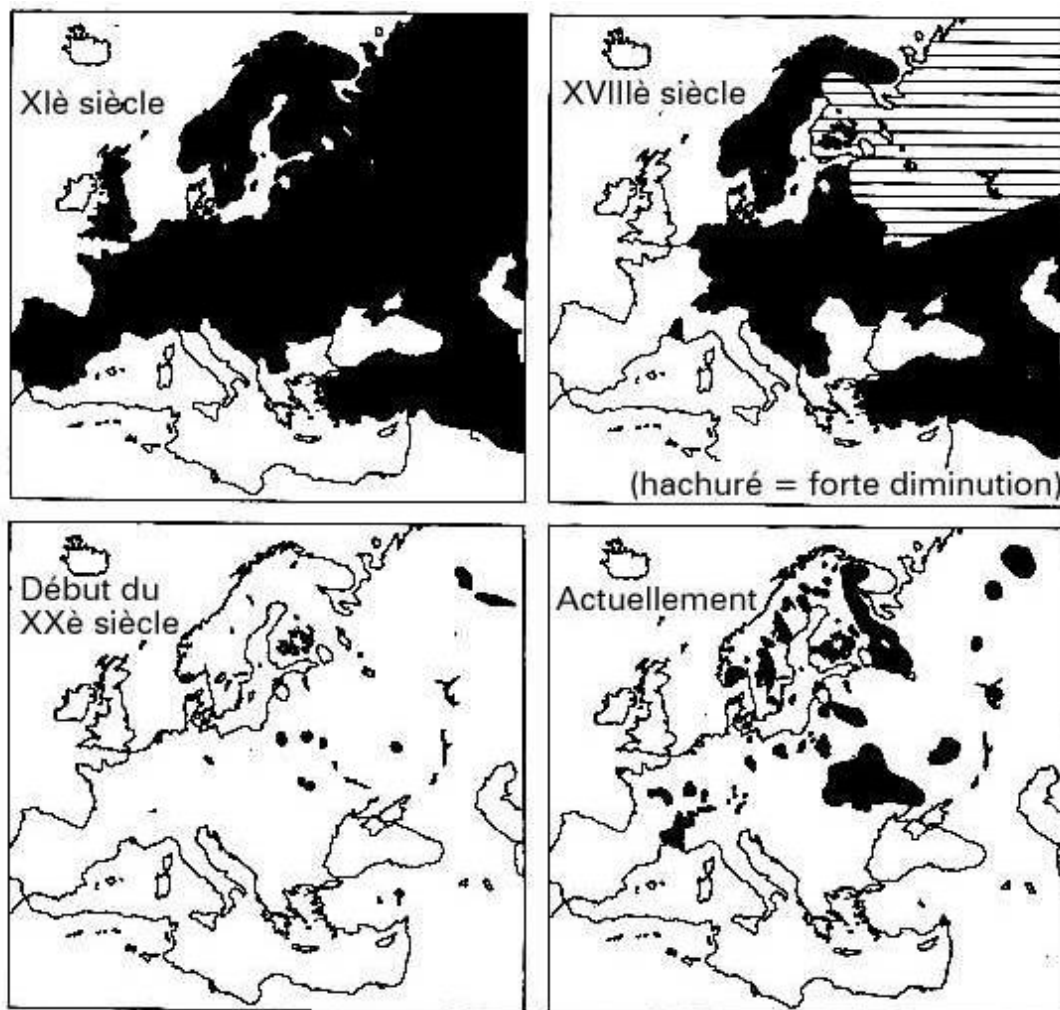 XIè siècle
XVIIIè siècle
(hachuré = forte diminution)
Début du
XXè siècle
Actuellement